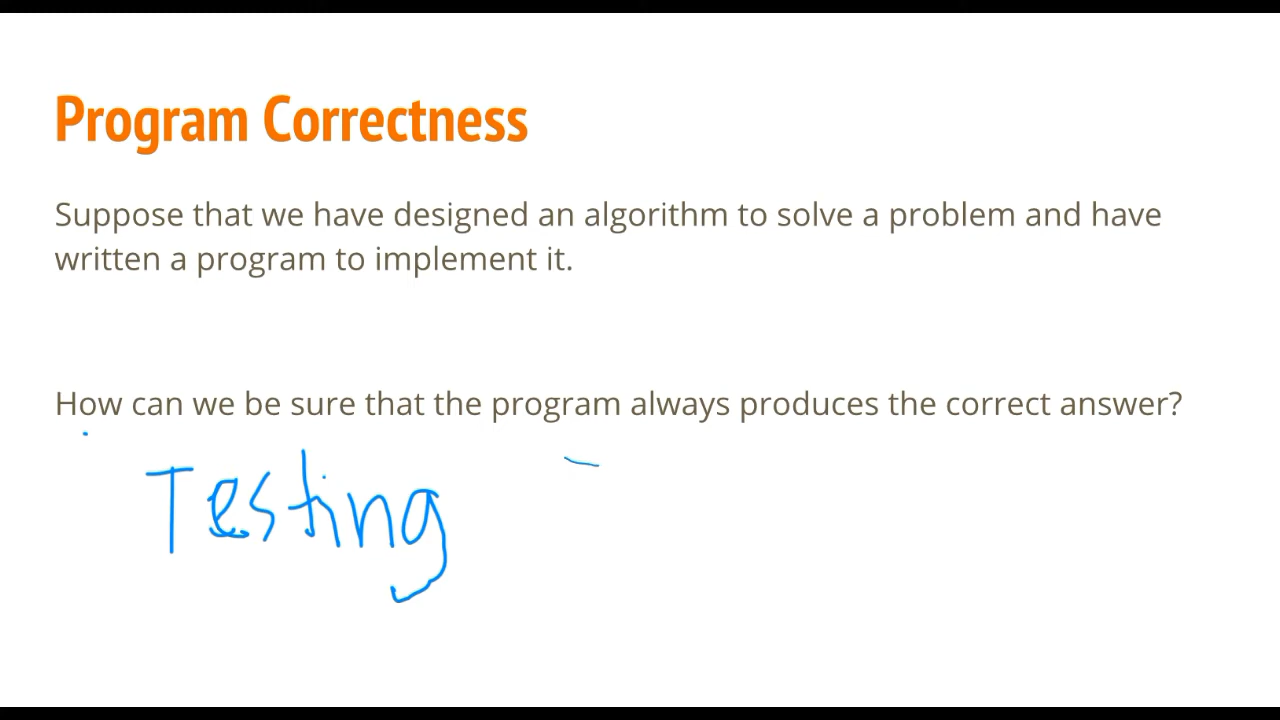 Program Correctness
Suppose that we have designed an algorithm to solve a problem and have
written a program to implement it.
How can we be sure that the program always produces the correct answer?
Testing